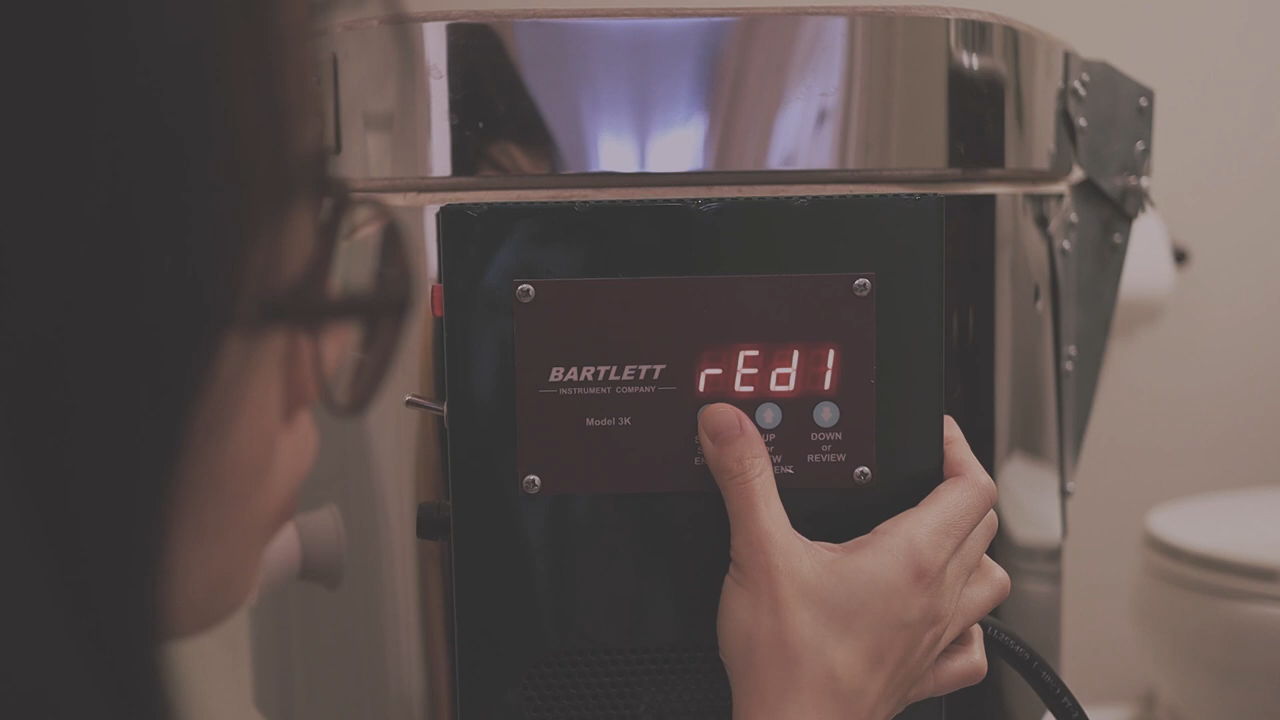 BARTLETT
INSTRUMENT COMPANY
Model 3K
rEd1
UP
DOWN
or
REVIEW